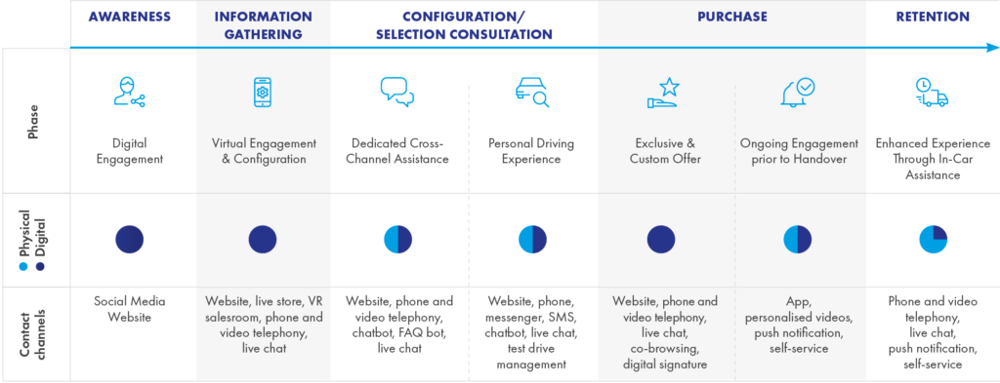 AWARENESS
INFORMATION
GATHERING
CONFIGURATION/
SELECTION CONSULTATION
PURCHASE
RETENTION
Phase
Digital
Engagement
Virtual Engagement
& Configuration
Dedicated Cross-
Channel Assistance
Personal Driving
Experience
Exclusive &
Custom Offer
Ongoing Engagement
prior to Handover
Enhanced Experience
Through In-Car
Assistance
Physical
Digital
Contact
channels
Social Media
Website
Website, live store, VR
salesroom, phone and
video telephony,
live chat
Website, phone and
video telephony,
chatbot, FAQ bot,
live chat
Website, phone,
messenger, SMS,
chatbot, live chat,
test drive
management
Website, phone and
video telephony,
live chat,
co-browsing,
digital signature
App,
personalised videos,
push notification,
self-service
Phone and video
telephony,
live chat,
push notification,
self-service